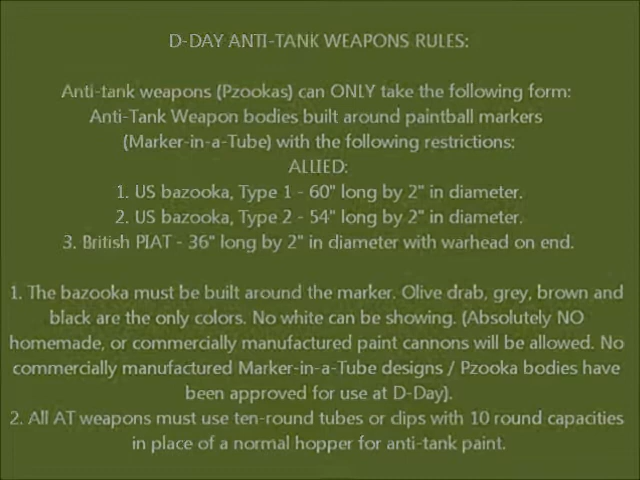 D-DAY ANTI-TANK WEAPONS RULES:
Anti-tank weapons (Pzookas) can ONLY take the following form:
Anti-Tank Weapon bodies built around paintball markers
(Marker-in-a-Tube) with the following restrictions:
ALLIED:
1. US bazooka, Type 1 - 60" long by 2" in diameter.
2. US bazooka, Type 2 - 54" long by 2" in diameter.
3. British PIAT - 36" long by 2" in diameter with warhead on end.
1. The bazooka must be built around the marker. Olive drab, grey, brown and
black are the only colors. No white can be showing. (Absolutely NO
homemade, or commercially manufactured paint cannons will be allowed. No
commercially manufactured Marker-in-a-Tube designs / Pzooka bodies have
been approved for use at D-Day).
2. All AT weapons must use ten-round tubes or clips with 10 round capacities
in place of a normal hopper for anti-tank paint.